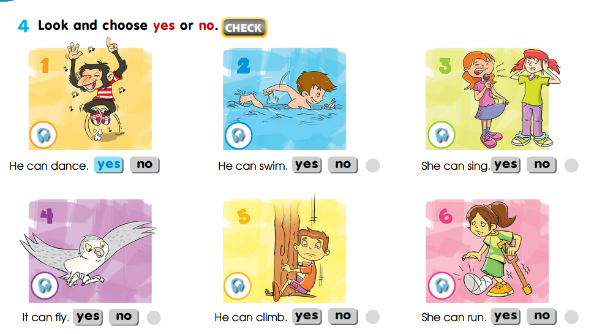 4 Look and choose yes or no. CHECK
1 2 3
He can dance. yes no He can swim. yes no She can sing. yes no
4 5 6
It can fly. yes no He can climb. yes no She can run. yes no